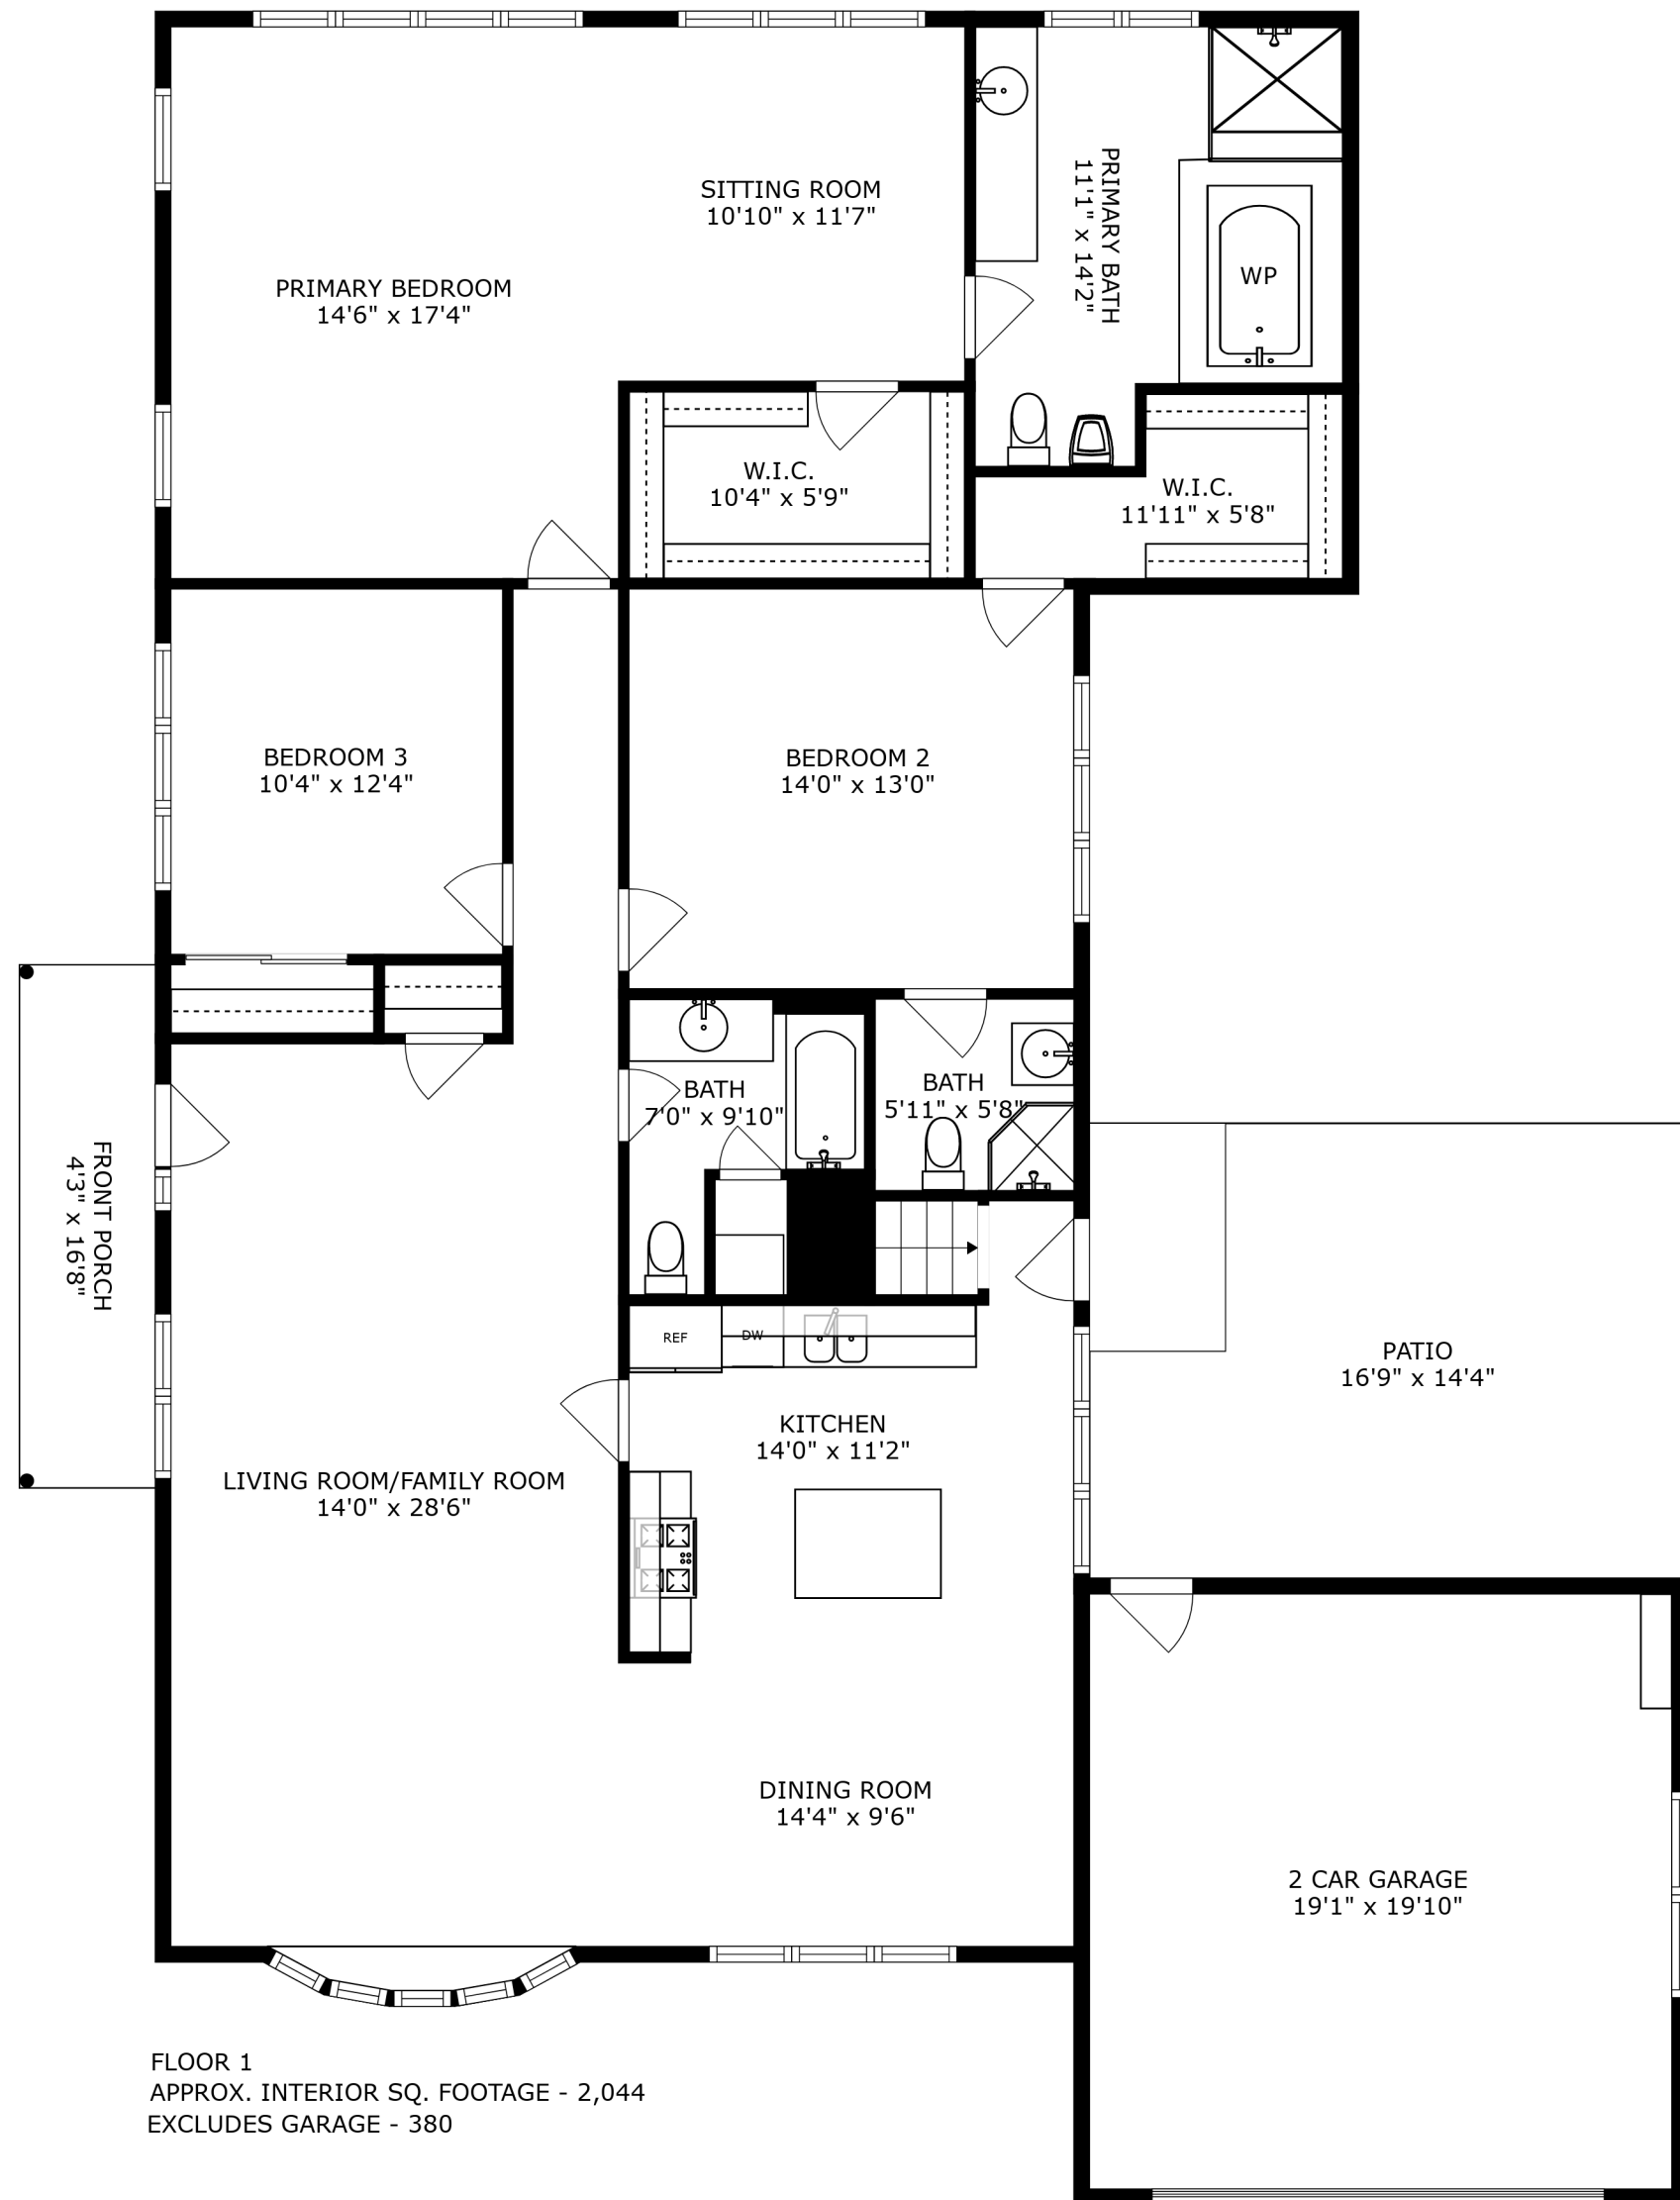 SITTING ROOM
10'10" x 11'7"
PRIMARY BATH
11'1" x 14'2"
WP
PRIMARY BEDROOM
14'6" x 17'4"
W.I.C.
10'4" x 5'9"
W.I.C.
11'11" x 5'8"
BEDROOM 3
10'4" x 12'4"
BEDROOM 2
14'0" x 13'0"
BATH
7'0" x 9'10"
BATH
5'11" x 5'8"
FRONT PORCH
4'3" x 16'8"
REF
DW
PATIO
16'9" x 14'4"
KITCHEN
14'0" x 11'2"
LIVING ROOM/FAMILY ROOM
14'0" x 28'6"
DINING ROOM
14'4" x 9'6"
2 CAR GARAGE
19'1" x 19'10"
FLOOR 1
APPROX. INTERIOR SQ. FOOTAGE - 2,044
EXCLUDES GARAGE - 380